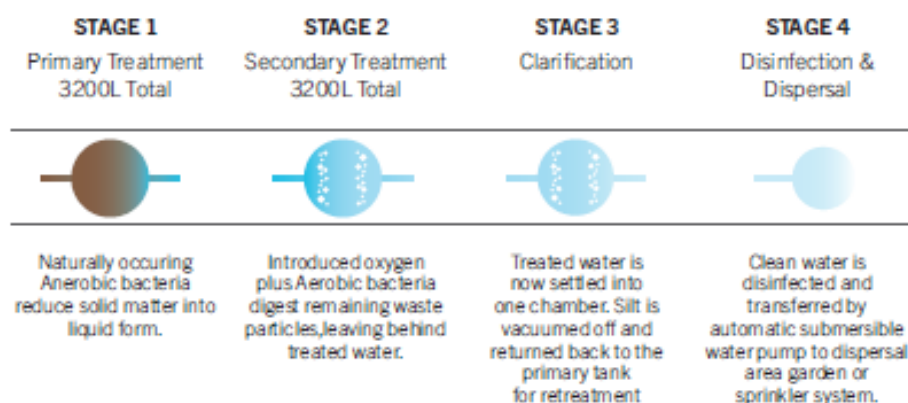 STAGE 1
Primary Treatment
3200L Total
Naturally occuring
Anerobic bacteria
reduce solid matter into
liquid form.
STAGE 2
Secondary Treatment
3200L Total
Introduced oxygen
plus Aerobic bacteria
digest remaining waste
particles,leaving behind
treated water.
STAGE 3
Clarification
Treated water is
now settled into
one chamber. Silt is
vacuumed off and
returned back to the
primary tank
for retreatment
STAGE 4
Disinfection &
Dispersal
Clean water is
disinfected and
transferred by
automatic submersible
water pump to dispersal
area garden or
sprinkler system.